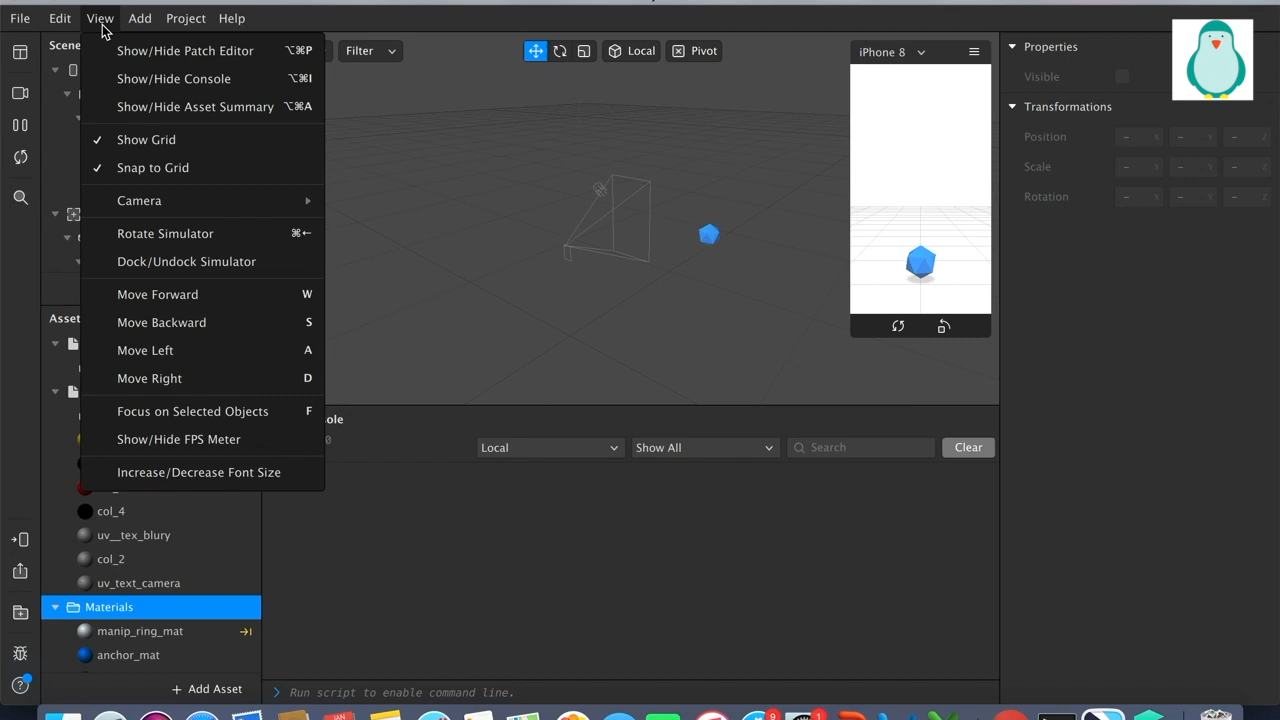 File Edit View Add Project Help
Scene
Filter
Local
Pivot
iPhone 8
Properties
Visible
Transformations
Position - X - Y - Z
Scale - X - Y - Z
Rotation - X - Y - Z
Show/Hide Patch Editor ⌥⌘P
Show/Hide Console ⌥⌘I
Show/Hide Asset Summary ⌥⌘A
✓ Show Grid
✓ Snap to Grid
Camera
Rotate Simulator ⌘←
Dock/Undock Simulator
Move Forward W
Move Backward S
Move Left A
Move Right D
Focus on Selected Objects F
Show/Hide FPS Meter
Increase/Decrease Font Size
Asset
ole
0
Local
Show All
Search
Clear
col_4
uv__tex_blury
col_2
uv_text_camera
Materials
manip_ring_mat
anchor_mat
+ Add Asset
Run script to enable command line.
JAN
9
1